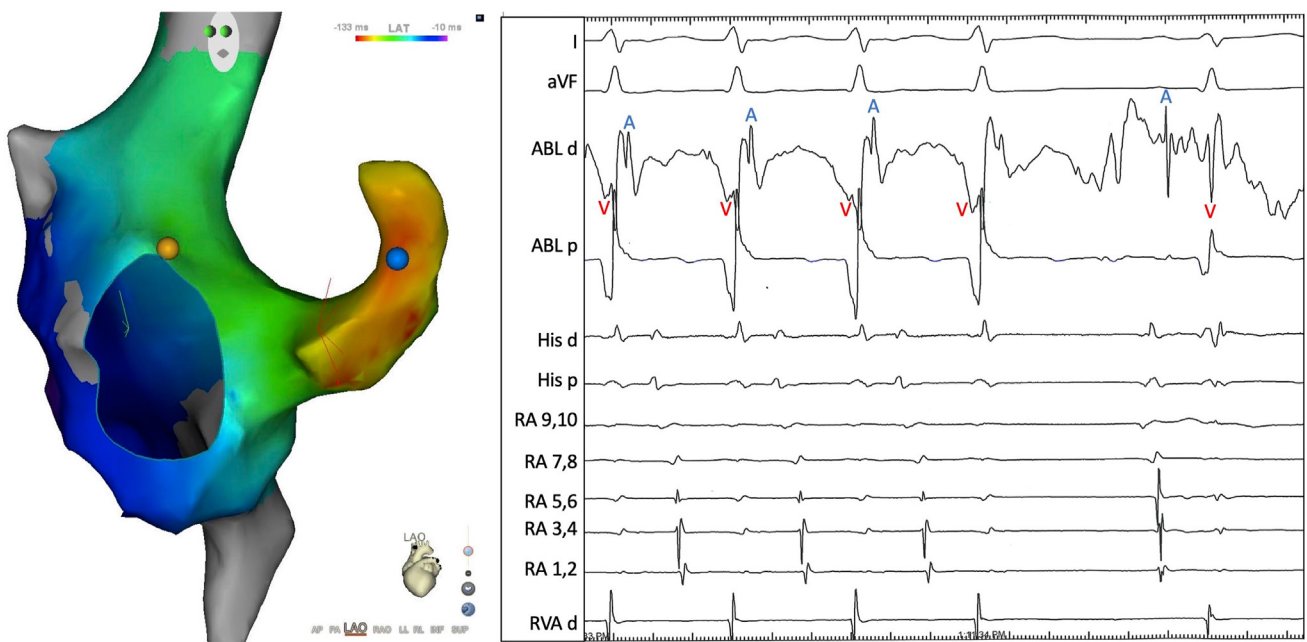 -133 ms LAT -10 ms
LAO
AP PA LAO RAO LL RL INF SUP
I
aVF
ABL d
A A A A
V V V V V
ABL p
His d
His p
RA 9,10
RA 7,8
RA 5,6
RA 3,4
RA 1,2
RVA d